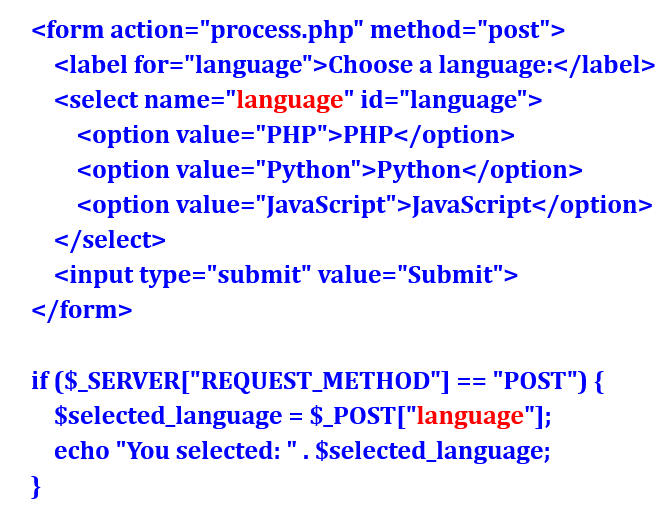 <form action="process.php" method="post">
<label for="language">Choose a language:</label>
<select name="language" id="language">
<option value="PHP">PHP</option>
<option value="Python">Python</option>
<option value="JavaScript">JavaScript</option>
</select>
<input type="submit" value="Submit">
</form>
if ($_SERVER["REQUEST_METHOD"] == "POST") {
$selected_language = $_POST["language"];
echo "You selected: " . $selected_language;
}